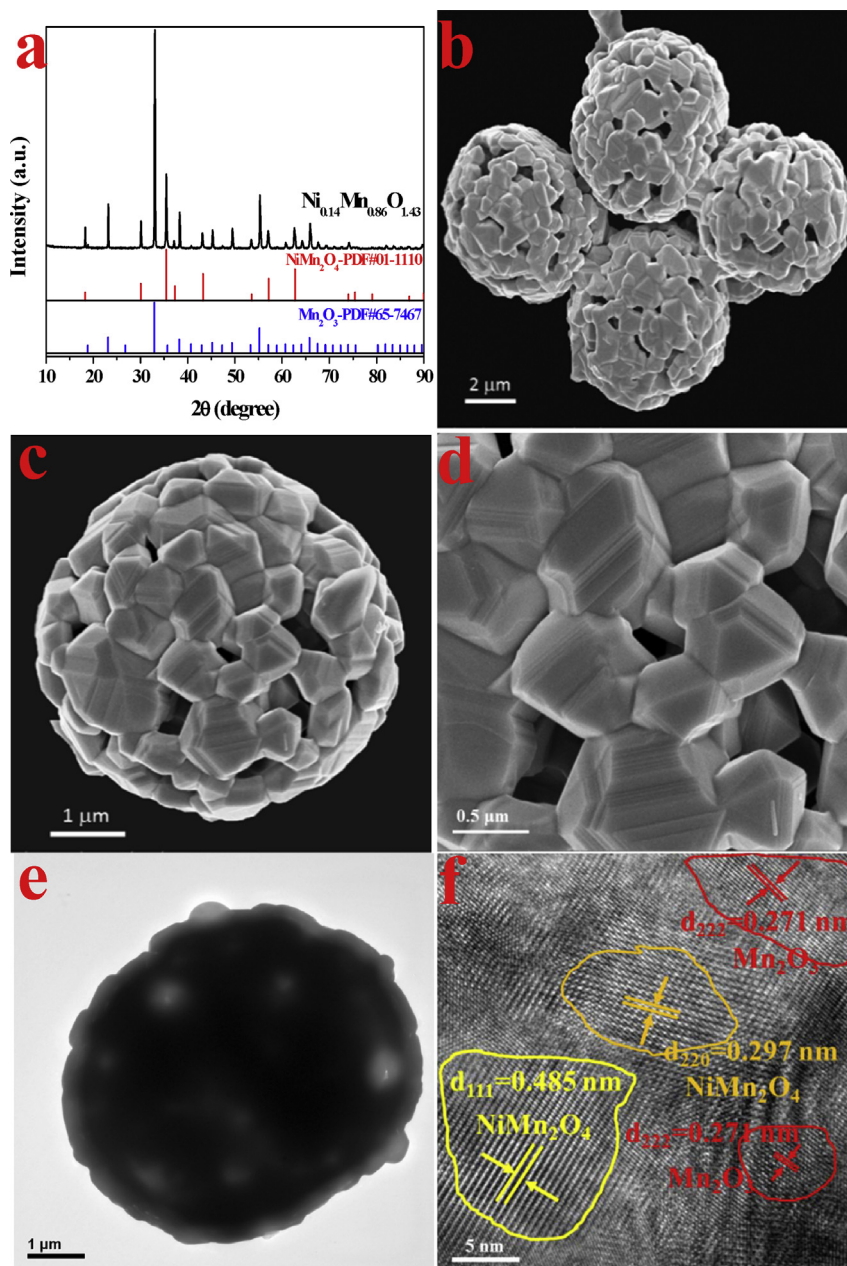 a
Intensity (a.u.)
Ni₀.₁₄Mn₀.₈₆O₁.₄₃
NiMn₂O₄-PDF#01-1110
Mn₂O₃-PDF#65-7467
10 20 30 40 50 60 70 80 90
2θ (degree)
b
2 μm
c
1 μm
d
0.5 μm
e
1 μm
f
d₂₂₂=0.271 nm
Mn₂O₃
d₂₂₀=0.297 nm
NiMn₂O₄
d₁₁₁=0.485 nm
NiMn₂O₄
d₂₂₂=0.271 nm
Mn₂O₃
5 nm